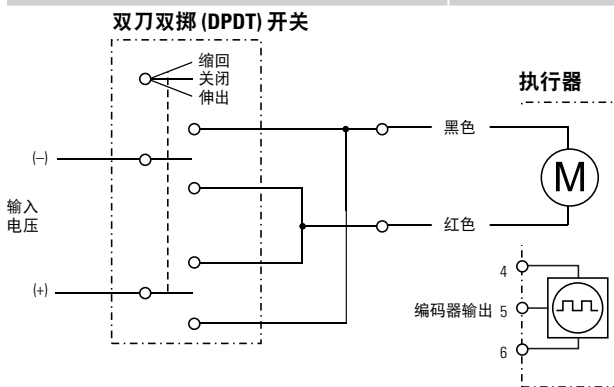 双刀双掷 (DPDT) 开关
缩回
关闭
伸出
执行器
(–)
黑色
M
输入
电压
红色
(+)
4
编码器输出 5
6